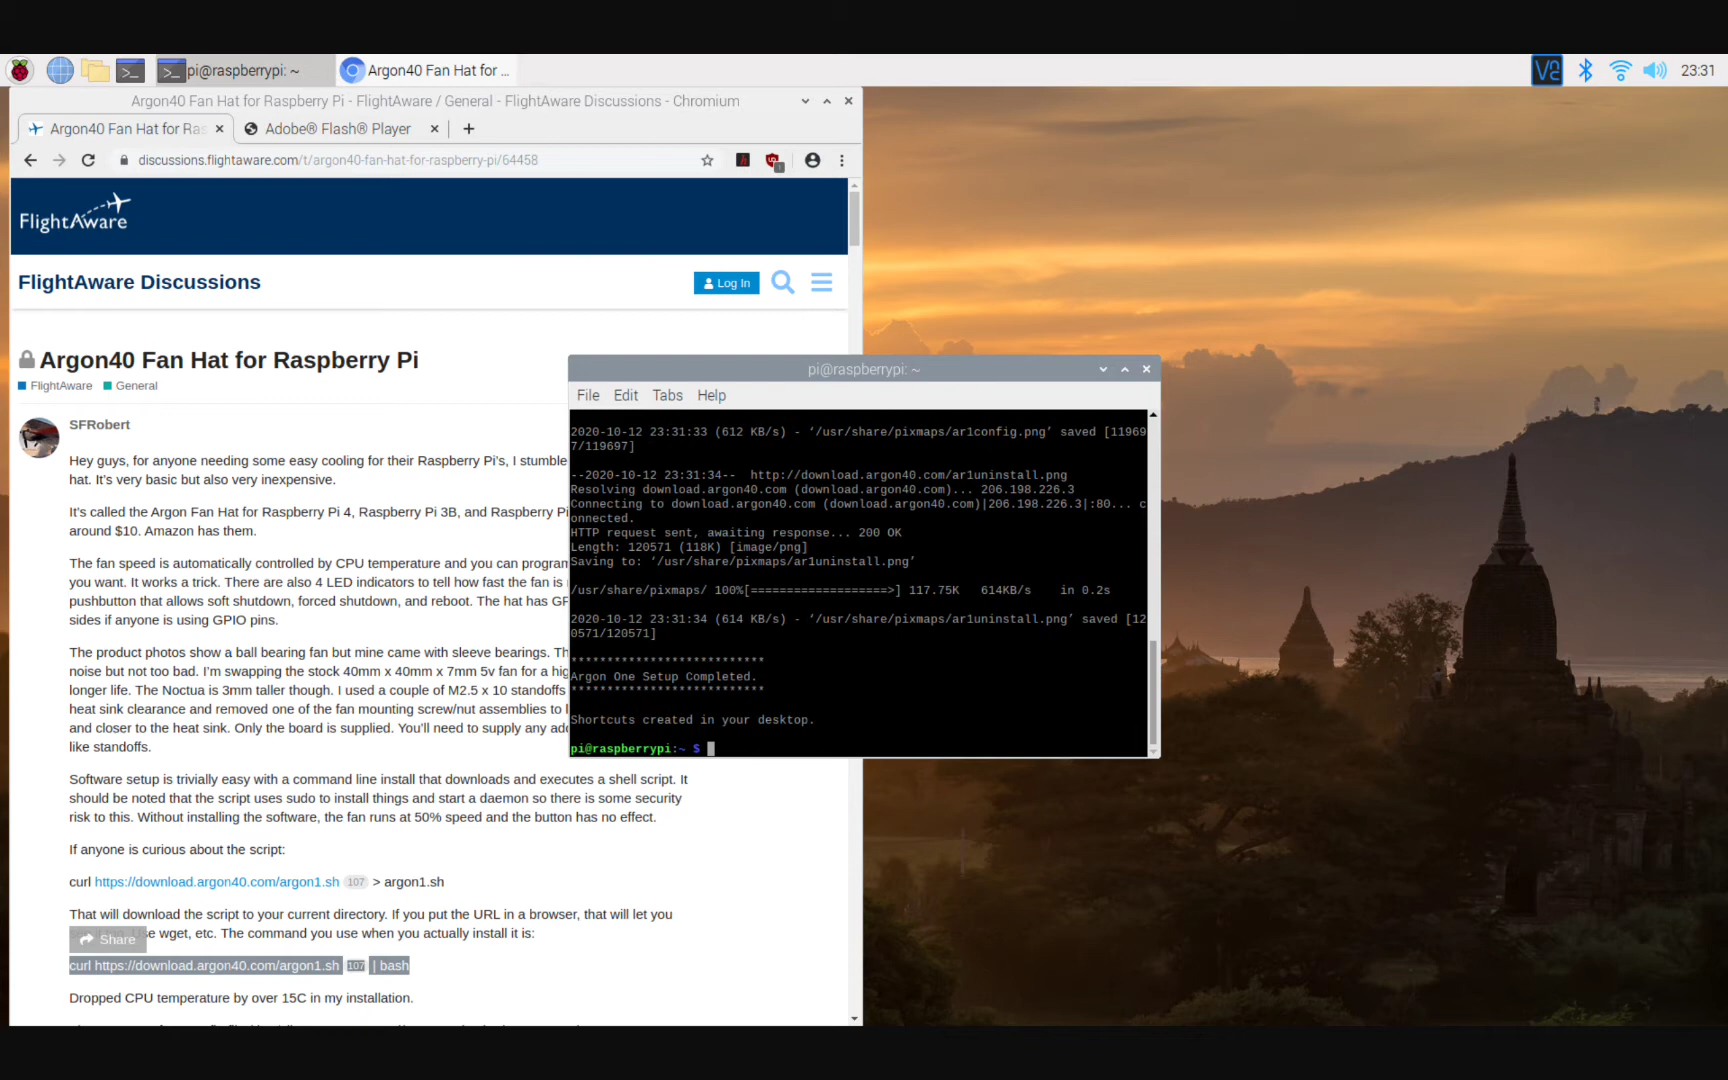 pi@raspberrypi: ~
Argon40 Fan Hat for ...
23:31
Argon40 Fan Hat for Raspberry Pi - FlightAware / General - FlightAware Discussions - Chromium
Argon40 Fan Hat for Ras
Adobe® Flash® Player
discussions.flightaware.com/t/argon40-fan-hat-for-raspberry-pi/64458
FlightAware
FlightAware Discussions
Log In
Argon40 Fan Hat for Raspberry Pi
FlightAware General
SFRobert
Hey guys, for anyone needing some easy cooling for their Raspberry Pi’s, I stumble
hat. It’s very basic but also very inexpensive.
It’s called the Argon Fan Hat for Raspberry Pi 4, Raspberry Pi 3B, and Raspberry Pi
around $10. Amazon has them.
The fan speed is automatically controlled by CPU temperature and you can program
you want. It works a trick. There are also 4 LED indicators to tell how fast the fan is
pushbutton that allows soft shutdown, forced shutdown, and reboot. The hat has GP
sides if anyone is using GPIO pins.
The product photos show a ball bearing fan but mine came with sleeve bearings. Th
noise but not too bad. I’m swapping the stock 40mm x 40mm x 7mm 5v fan for a hig
longer life. The Noctua is 3mm taller though. I used a couple of M2.5 x 10 standoffs
heat sink clearance and removed one of the fan mounting screw/nut assemblies to l
and closer to the heat sink. Only the board is supplied. You’ll need to supply any add
like standoffs.
Software setup is trivially easy with a command line install that downloads and executes a shell script. It
should be noted that the script uses sudo to install things and start a daemon so there is some security
risk to this. Without installing the software, the fan runs at 50% speed and the button has no effect.
If anyone is curious about the script:
curl https://download.argon40.com/argon1.sh 107 > argon1.sh
That will download the script to your current directory. If you put the URL in a browser, that will let you
Share se wget, etc. The command you use when you actually install it is:
curl https://download.argon40.com/argon1.sh 107 | bash
Dropped CPU temperature by over 15C in my installation.
pi@raspberrypi: ~
File Edit Tabs Help
2020-10-12 23:31:33 (612 KB/s) - ‘/usr/share/pixmaps/ar1config.png’ saved [11969
7/119697]
--2020-10-12 23:31:34--  http://download.argon40.com/ar1uninstall.png
Resolving download.argon40.com (download.argon40.com)... 206.198.226.3
Connecting to download.argon40.com (download.argon40.com)|206.198.226.3|:80... c
onnected.
HTTP request sent, awaiting response... 200 OK
Length: 120571 (118K) [image/png]
Saving to: ‘/usr/share/pixmaps/ar1uninstall.png’
/usr/share/pixmaps/ 100%[===================>] 117.75K   614KB/s    in 0.2s
2020-10-12 23:31:34 (614 KB/s) - ‘/usr/share/pixmaps/ar1uninstall.png’ saved [12
0571/120571]
***************************
Argon One Setup Completed.
***************************
Shortcuts created in your desktop.
pi@raspberrypi:~ $